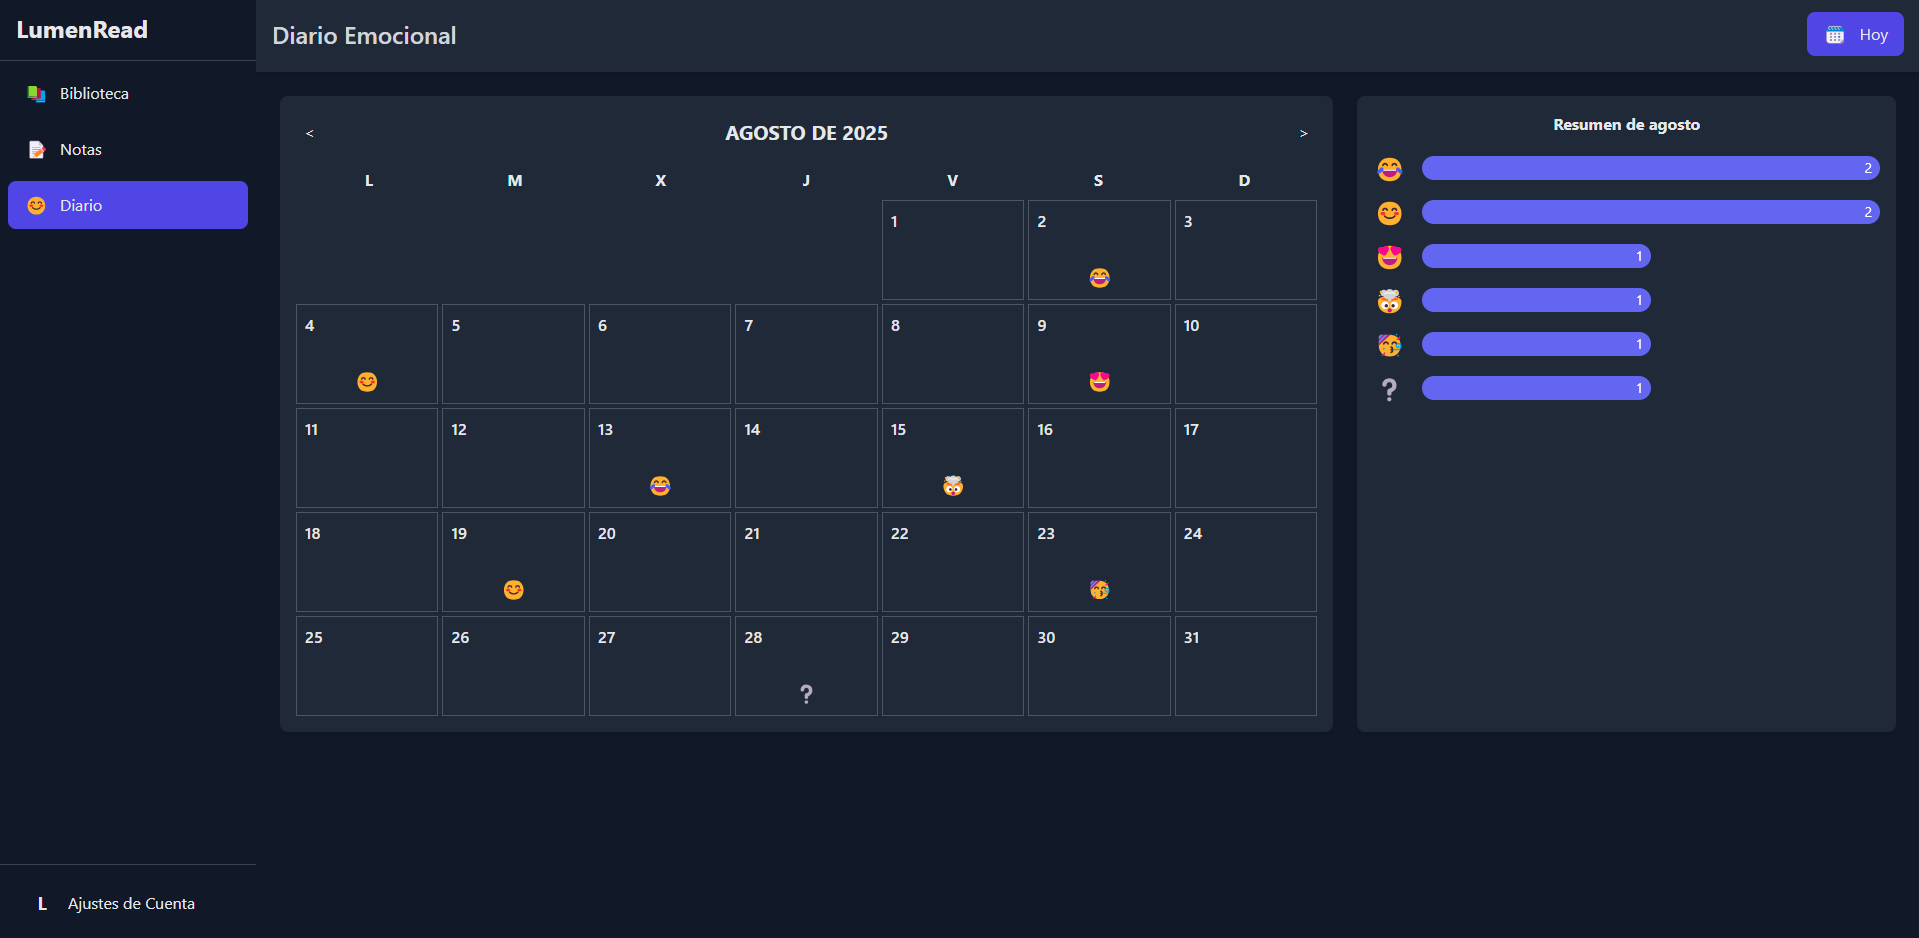 LumenRead
Biblioteca
Notas
Diario
L Ajustes de Cuenta
Diario Emocional
Hoy
< AGOSTO DE 2025 >
L M X J V S D
1 2 3
4 5 6 7 8 9 10
11 12 13 14 15 16 17
18 19 20 21 22 23 24
25 26 27 28 29 30 31
?
Resumen de agosto
2
2
1
1
1
? 1